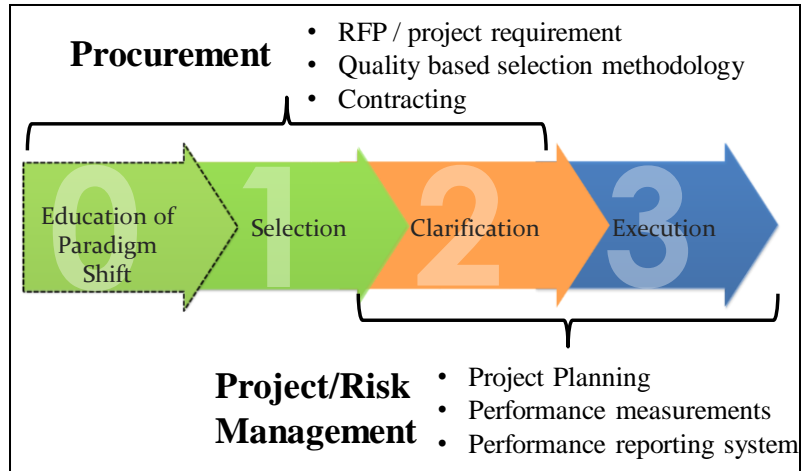 Procurement
• RFP / project requirement
• Quality based selection methodology
• Contracting
0
Education of
Paradigm
Shift
1
Selection
2
Clarification
3
Execution
Project/Risk
Management
• Project Planning
• Performance measurements
• Performance reporting system